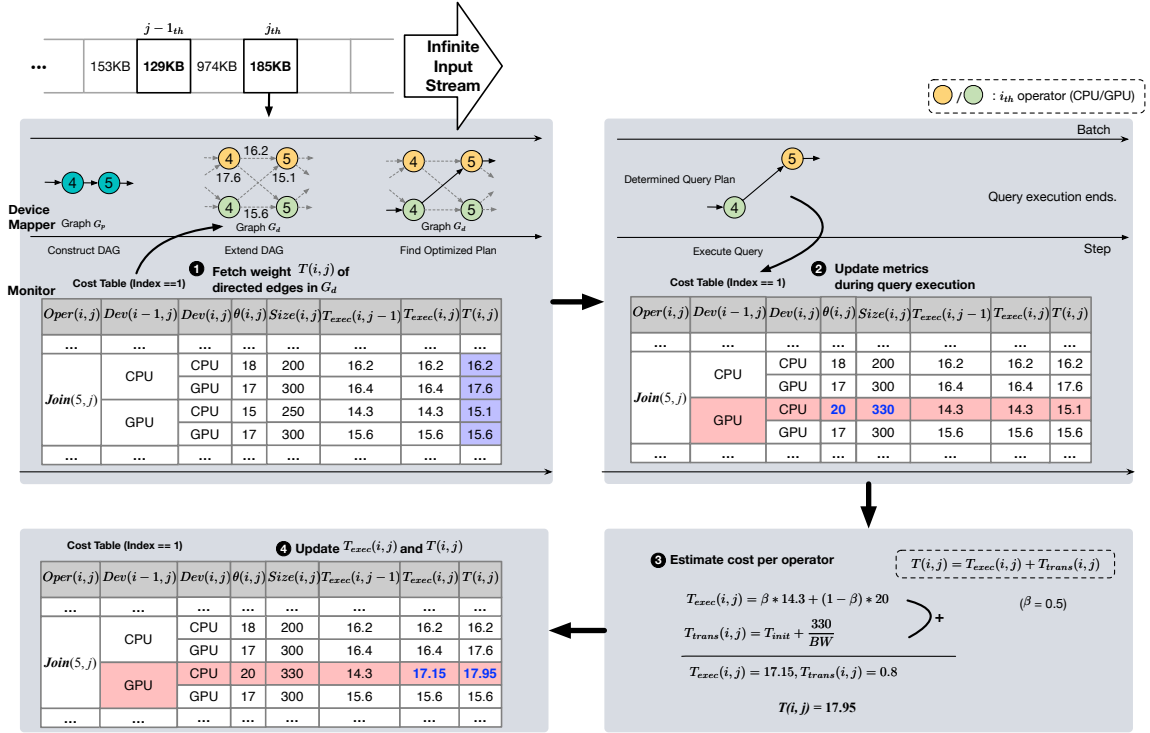 j − 1th
jth
... 153KB 129KB 974KB 185KB
Infinite
Input
Stream
/ : ith operator (CPU/GPU)
4 5
Graph Gp
Construct DAG
4 16.2 5
17.6 15.1
4 15.6 5
Graph Gd
Extend DAG
4 5
4 5
Graph Gd
Find Optimized Plan
Device
Mapper
Monitor
Cost Table (Index ==1)
1 Fetch weight T(i, j) of
directed edges in Gd
Oper(i, j) Dev(i − 1, j) Dev(i, j) θ(i, j) Size(i, j) Texec(i, j − 1) Texec(i, j) T(i, j)
... ... ... ... ... ... ... ...
Join(5, j) CPU CPU 18 200 16.2 16.2 16.2
GPU 17 300 16.4 16.4 17.6
GPU CPU 15 250 14.3 14.3 15.1
GPU 17 300 15.6 15.6 15.6
... ... ... ... ... ... ... ...
Batch
5
Determined Query Plan
4
Query execution ends.
Execute Query
Step
Cost Table (Index == 1)
2 Update metrics
during query execution
Oper(i, j) Dev(i − 1, j) Dev(i, j) θ(i, j) Size(i, j) Texec(i, j − 1) Texec(i, j) T(i, j)
... ... ... ... ... ... ... ...
Join(5, j) CPU CPU 18 200 16.2 16.2 16.2
GPU 17 300 16.4 16.4 17.6
GPU CPU 20 330 14.3 14.3 15.1
GPU 17 300 15.6 15.6 15.6
... ... ... ... ... ... ... ...
3 Estimate cost per operator
T(i, j) = Texec(i, j) + Ttrans(i, j)
Texec(i, j) = β * 14.3 + (1 − β) * 20
(β = 0.5)
+
Ttrans(i, j) = Tinit + 330/BW
Texec(i, j) = 17.15, Ttrans(i, j) = 0.8
T(i, j) = 17.95
Cost Table (Index == 1)
4 Update Texec(i, j) and T(i, j)
Oper(i, j) Dev(i − 1, j) Dev(i, j) θ(i, j) Size(i, j) Texec(i, j − 1) Texec(i, j) T(i, j)
... ... ... ... ... ... ... ...
Join(5, j) CPU CPU 18 200 16.2 16.2 16.2
GPU 17 300 16.4 16.4 17.6
GPU CPU 20 330 14.3 17.15 17.95
GPU 17 300 15.6 15.6 15.6
... ... ... ... ... ... ... ...